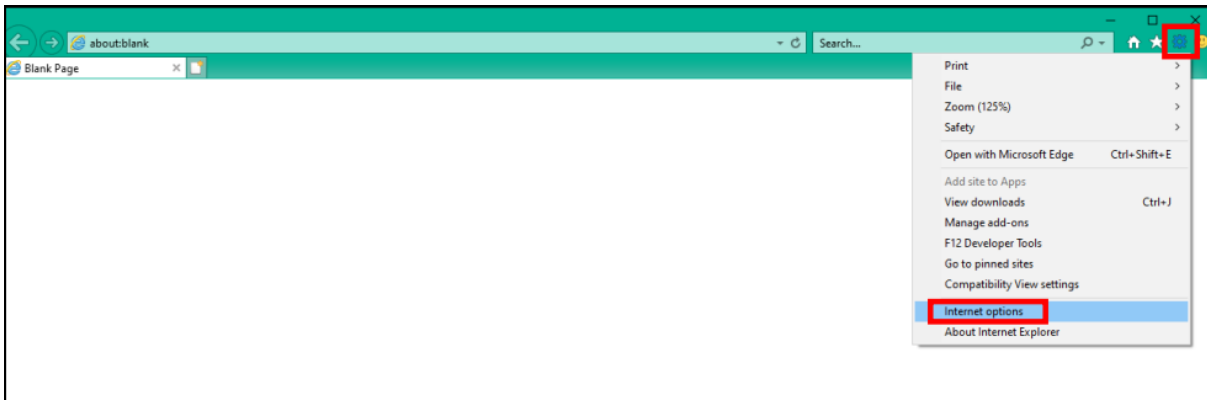 about:blank
Search...
Blank Page
Print
File
Zoom (125%)
Safety
Open with Microsoft Edge Ctrl+Shift+E
Add site to Apps
View downloads Ctrl+J
Manage add-ons
F12 Developer Tools
Go to pinned sites
Compatibility View settings
Internet options
About Internet Explorer